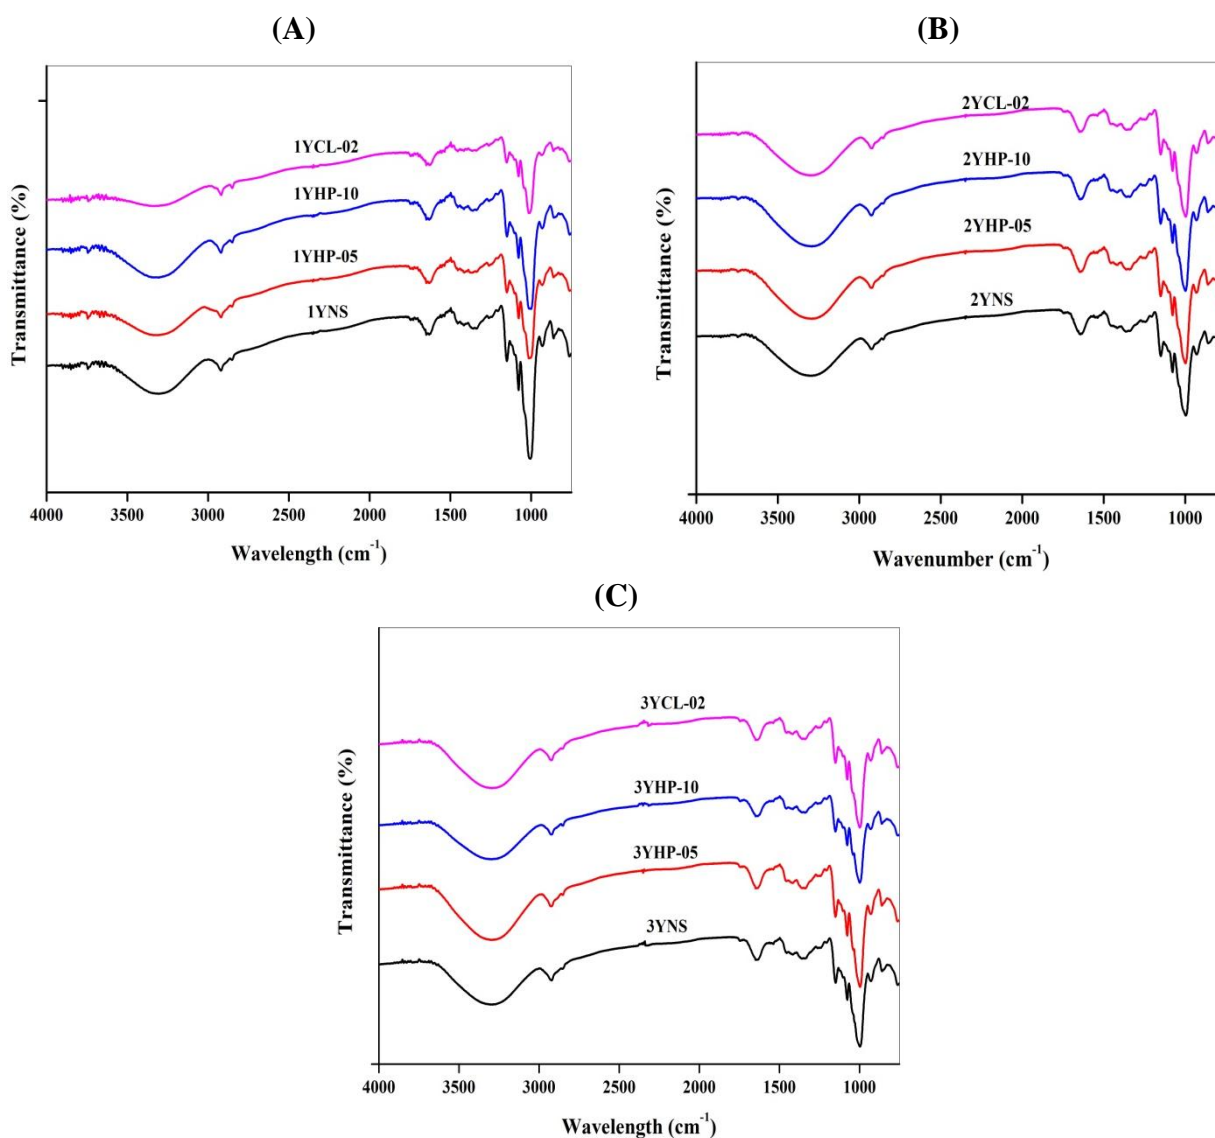 (A)
Transmittance (%)
1YCL-02
1YHP-10
1YHP-05
1YNS
4000 3500 3000 2500 2000 1500 1000
Wavelength (cm-1)
(B)
Transmittance (%)
2YCL-02
2YHP-10
2YHP-05
2YNS
4000 3500 3000 2500 2000 1500 1000
Wavenumber (cm-1)
(C)
Transmittance (%)
3YCL-02
3YHP-10
3YHP-05
3YNS
4000 3500 3000 2500 2000 1500 1000
Wavelength (cm-1)